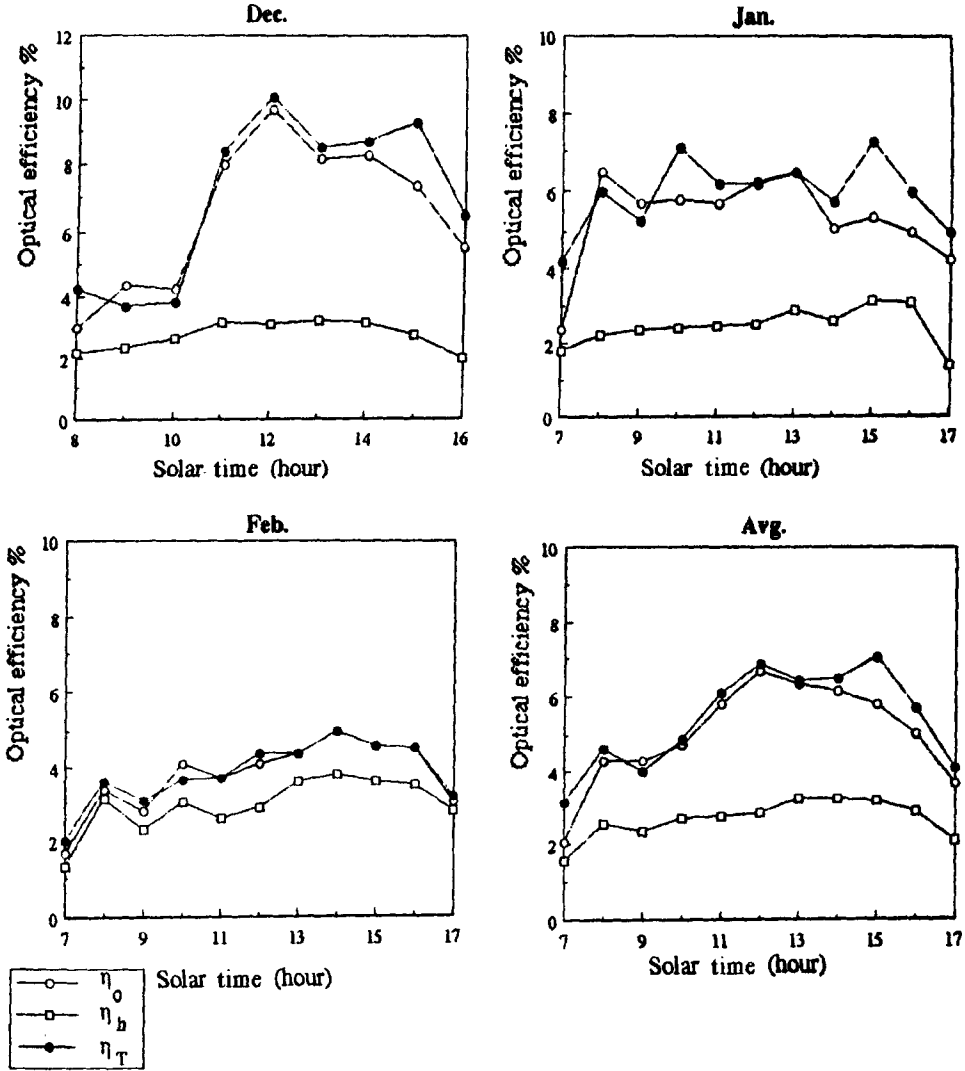 Dec.
Optical efficiency %
12
10
8
6
4
2
0
8 10 12 14 16
Solar time (hour)
Jan.
Optical efficiency %
10
8
6
4
2
0
7 9 11 13 15 17
Solar time (hour)
Feb.
Optical efficiency %
10
8
6
4
2
0
7 9 11 13 15 17
Solar time (hour)
Avg.
Optical efficiency %
10
8
6
4
2
0
7 9 11 13 15 17
Solar time (hour)
η o
η h
η T